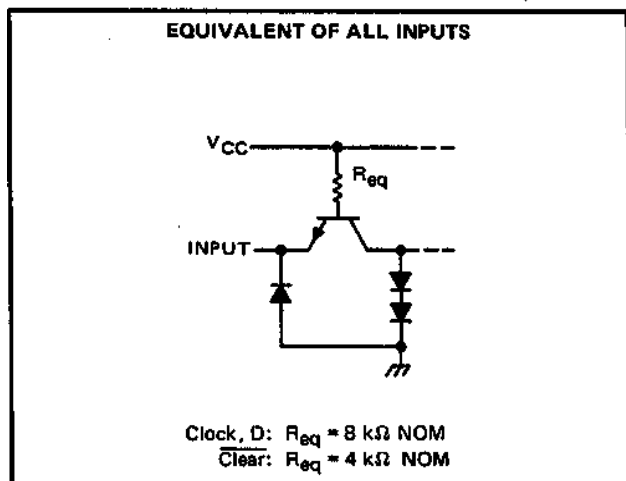 EQUIVALENT OF ALL INPUTS
VCC
Req
INPUT
Clock, D: Req = 8 kΩ NOM
Clear: Req = 4 kΩ NOM